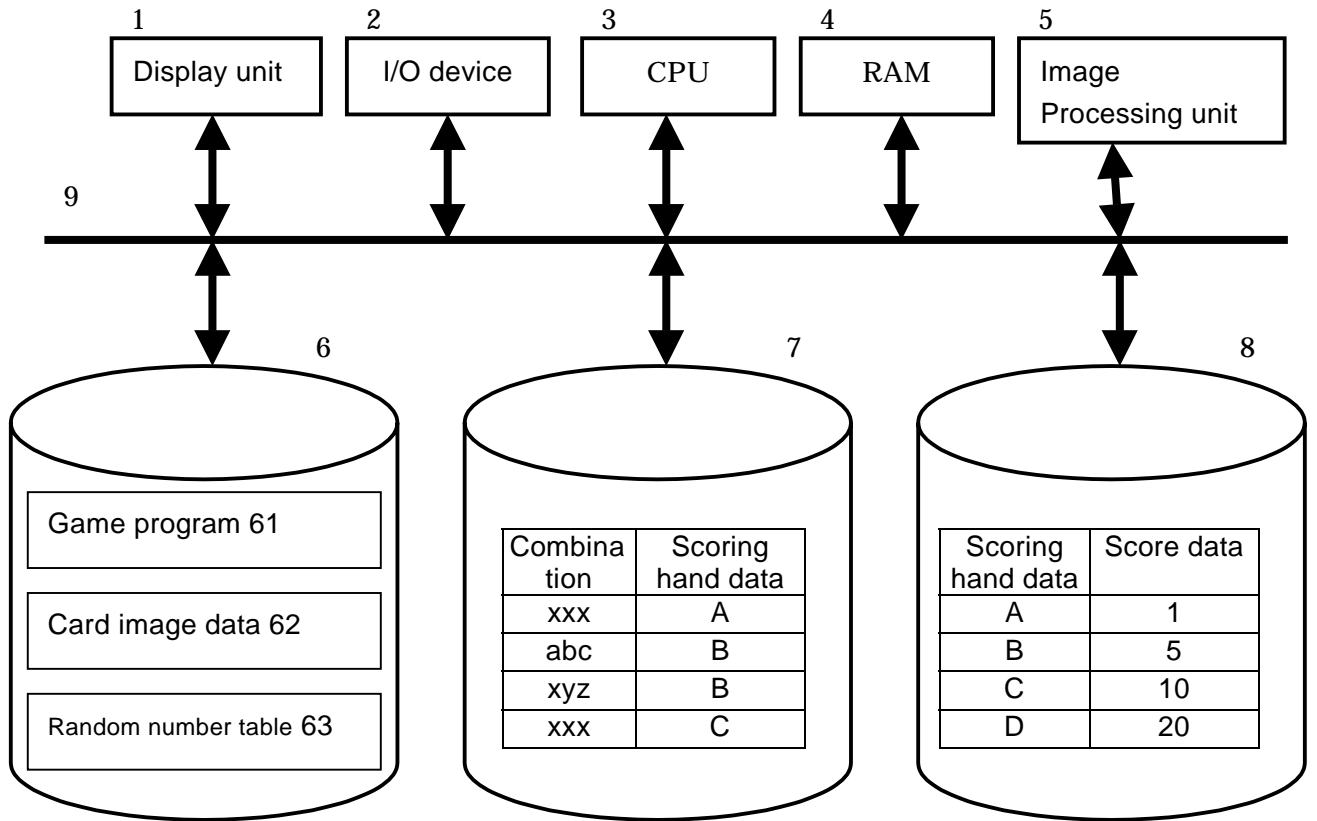 1
2
3
4
5
Display unit
I/O device
CPU
RAM
Image
Processing unit
9
6
7
8
Game program 61
Card image data 62
Random number table 63
Combina
tion
Scoring
hand data
xxx
A
abc
B
xyz
B
xxx
C
Scoring
hand data
Score data
A
1
B
5
C
10
D
20